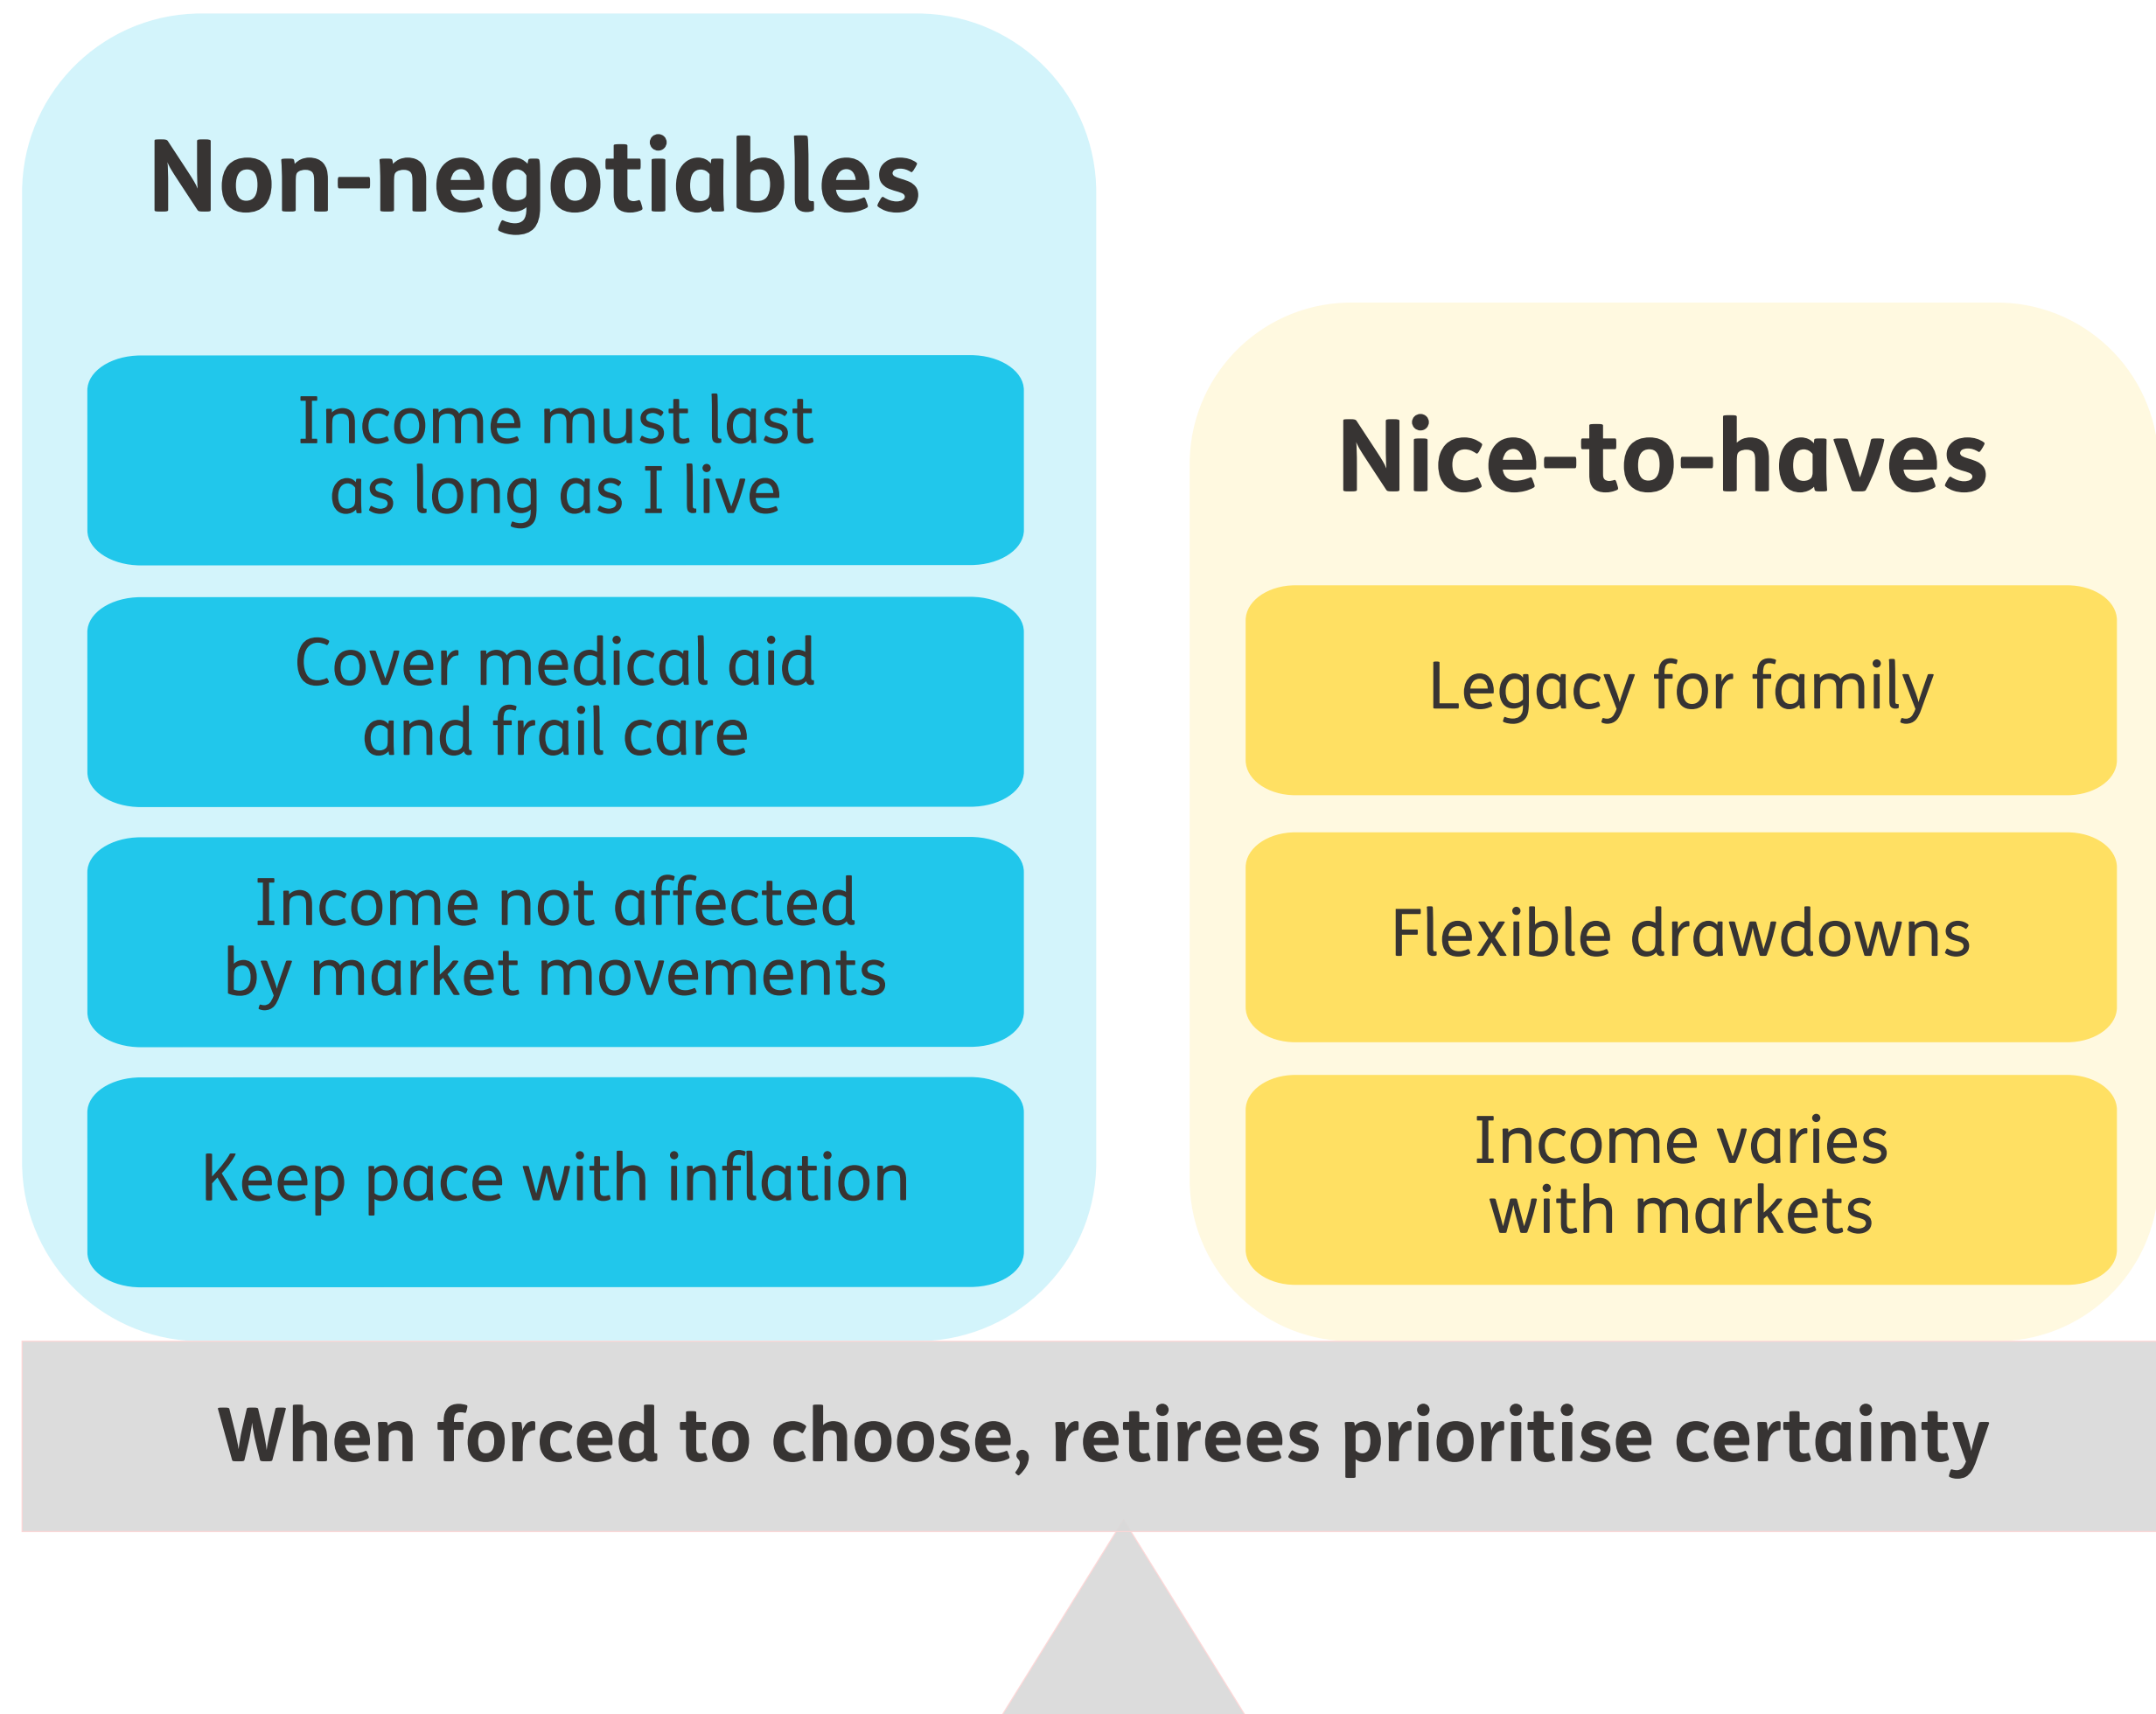 Non-negotiables
Income must last
as long as I live
Cover medical aid
and frail care
Income not affected
by market movements
Keep pace with inflation
Nice-to-haves
Legacy for family
Flexible drawdowns
Income varies
with markets
When forced to choose, retirees prioritise certainty